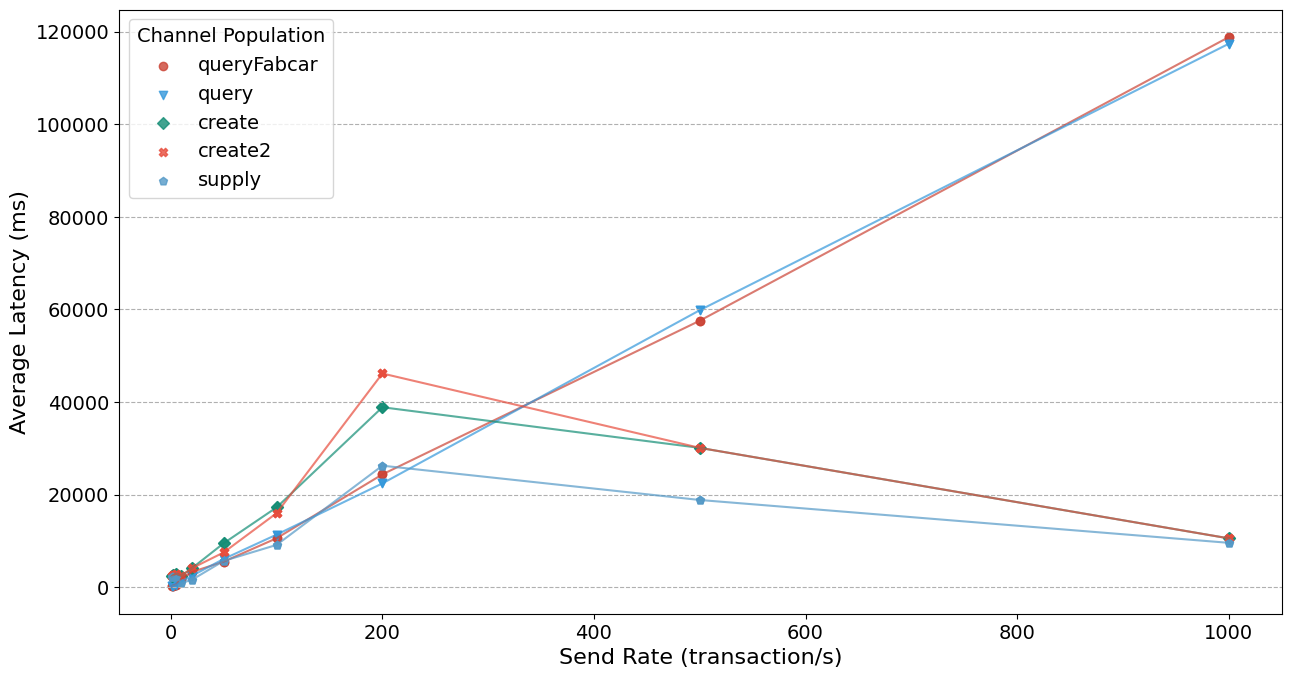 Channel Population
queryFabcar
query
create
create2
supply
Average Latency (ms)
120000
100000
80000
60000
40000
20000
0
0 200 400 600 800 1000
Send Rate (transaction/s)